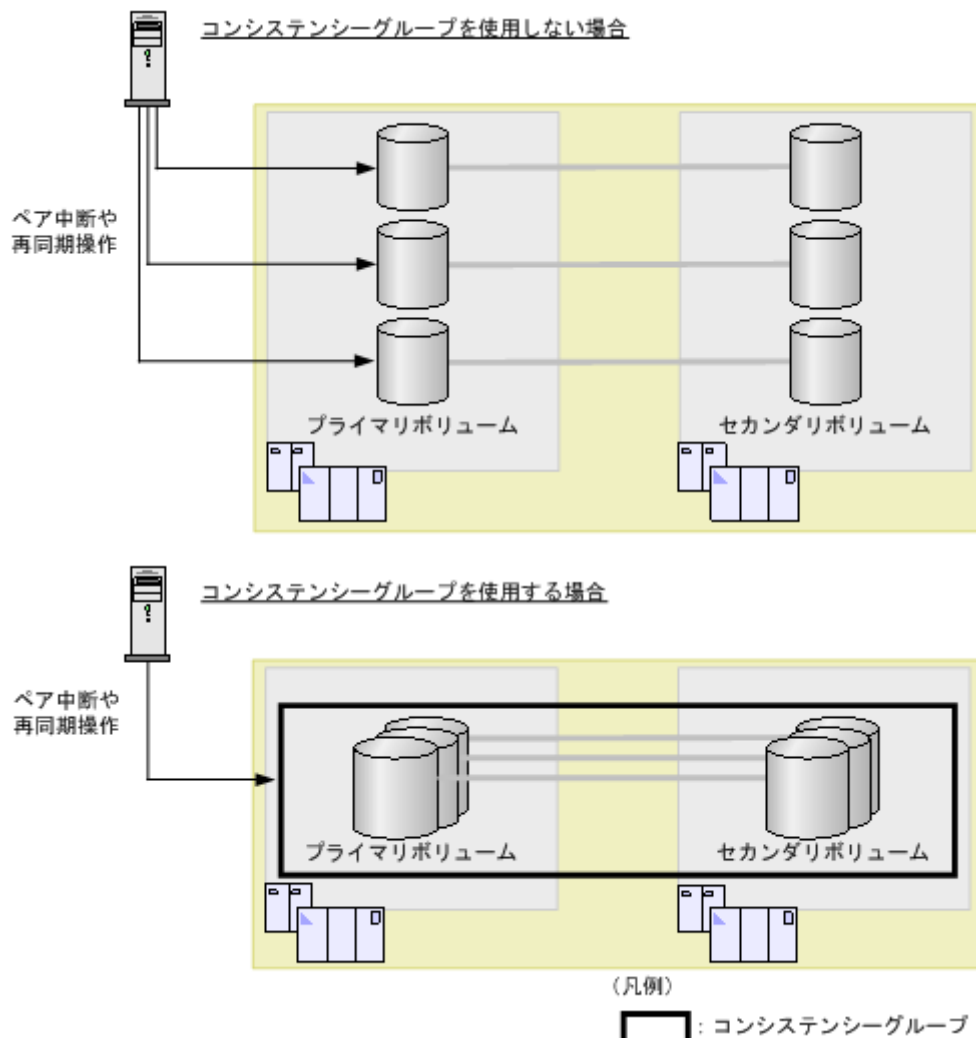 コンシステンシーグループを使用しない場合
ペア中断や
再同期操作
プライマリボリューム
セカンダリボリューム
コンシステンシーグループを使用する場合
ペア中断や
再同期操作
プライマリボリューム
セカンダリボリューム
（凡例）
：コンシステンシーグループ